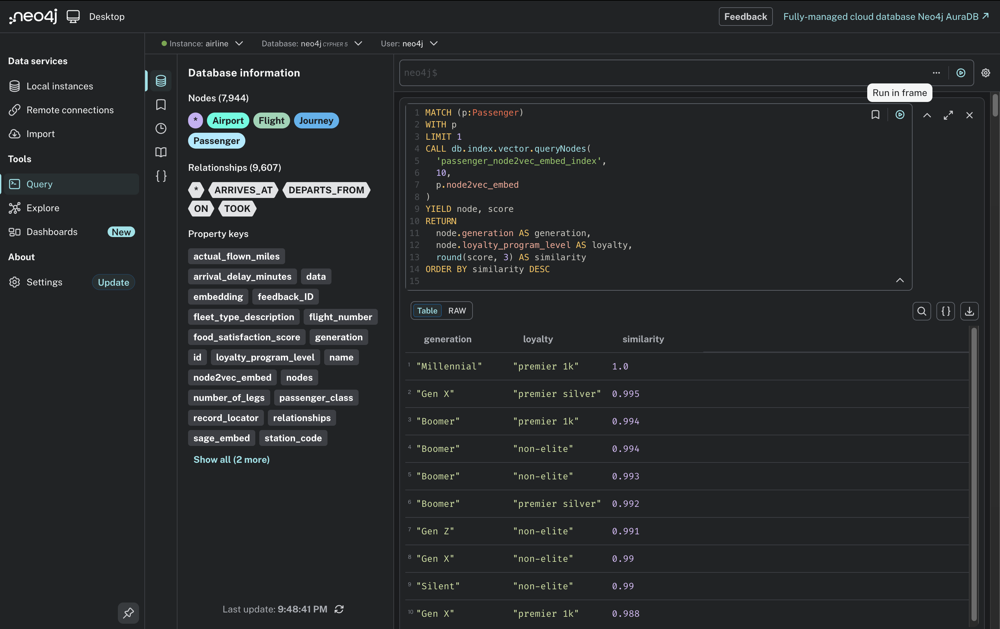 neo4j Desktop Feedback Fully-managed cloud database Neo4j AuraDB
Instance: airline Database: neo4j CYPHER 5 User: neo4j
Data services
Local instances
Remote connections
Import
Tools
Query
Explore
Dashboards New
About
Settings Update
Database information
Nodes (7,944)
* Airport Flight Journey
Passenger
Relationships (9,607)
* ARRIVES_AT DEPARTS_FROM
ON TOOK
Property keys
actual_flown_miles
arrival_delay_minutes data
embedding feedback_ID
fleet_type_description flight_number
food_satisfaction_score generation
id loyalty_program_level name
node2vec_embed nodes
number_of_legs passenger_class
record_locator relationships
sage_embed station_code
Show all (2 more)
Last update: 9:48:41 PM
neo4j$
Run in frame
1 MATCH (p:Passenger)
2 WITH p
3 LIMIT 1
4 CALL db.index.vector.queryNodes(
5 'passenger_node2vec_embed_index',
6 10,
7 p.node2vec_embed
8 )
9 YIELD node, score
10 RETURN
11 node.generation AS generation,
12 node.loyalty_program_level AS loyalty,
13 round(score, 3) AS similarity
14 ORDER BY similarity DESC
15
Table RAW
generation loyalty similarity
1 "Millennial" "premier 1k" 1.0
2 "Gen X" "premier silver" 0.995
3 "Boomer" "premier 1k" 0.994
4 "Boomer" "non-elite" 0.994
5 "Boomer" "non-elite" 0.993
6 "Boomer" "premier silver" 0.992
7 "Gen Z" "non-elite" 0.991
8 "Gen X" "non-elite" 0.99
9 "Silent" "non-elite" 0.99
10 "Gen X" "premier 1k" 0.988